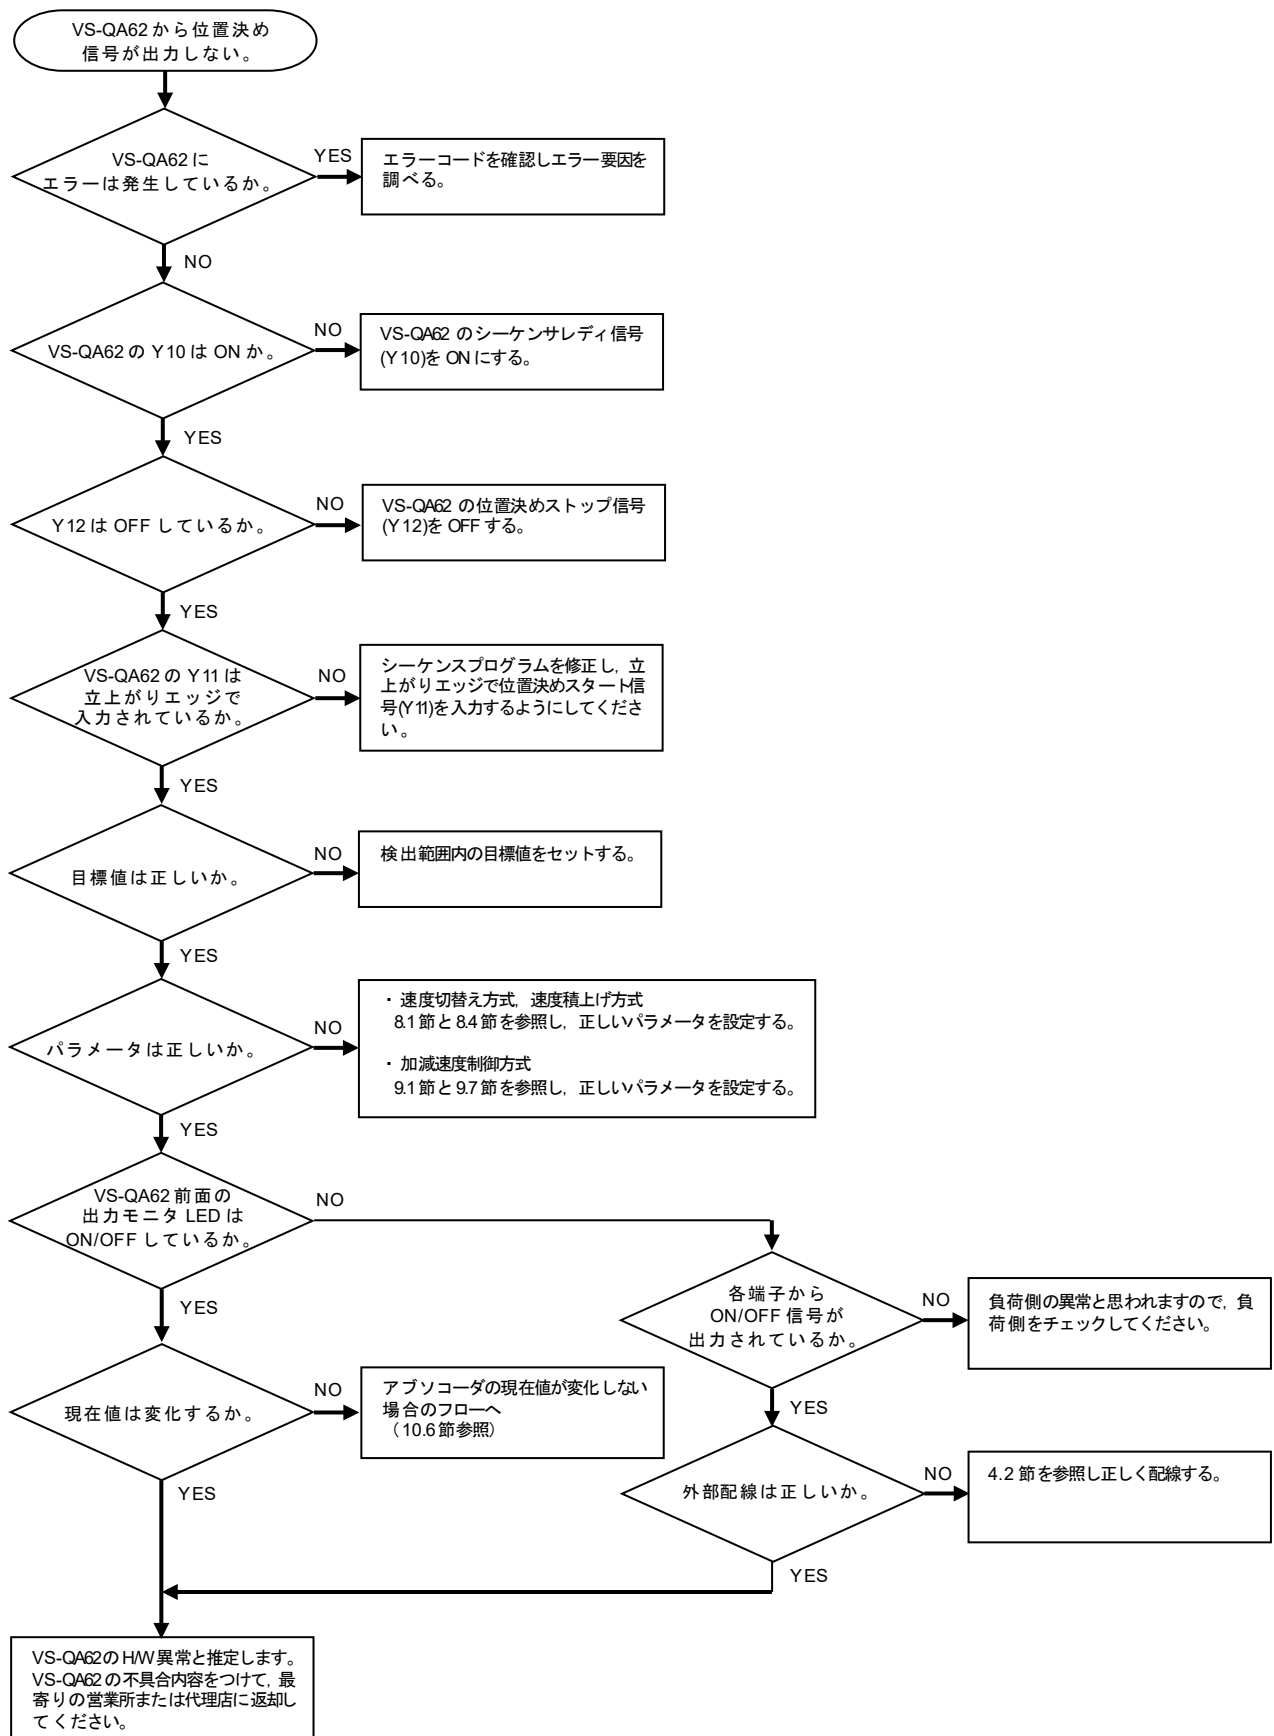 VS-QA62から位置決め
信号が出力しない。
VS-QA62に
エラーは発生しているか。
YES
エラーコードを確認しエラー要因を
調べる。
NO
VS-QA62のY10はONか。
NO
VS-QA62のシーケンサレディ信号
(Y10)をONにする。
YES
Y12はOFFしているか。
NO
VS-QA62の位置決めストップ信号
(Y12)をOFFする。
YES
VS-QA62のY11は
立上がりエッジで
入力されているか。
NO
シーケンスプログラムを修正し，立
上がりエッジで位置決めスタート信
号(Y11)を入力するようにしてくださ
い。
YES
目標値は正しいか。
NO
検出範囲内の目標値をセットする。
YES
パラメータは正しいか。
NO
・速度切替え方式，速度積上げ方式
8.1節と8.4節を参照し，正しいパラメータを設定する。
・加減速度制御方式
9.1節と9.7節を参照し，正しいパラメータを設定する。
YES
VS-QA62前面の
出力モニタLEDは
ON/OFFしているか。
NO
各端子から
ON/OFF信号が
出力されているか。
NO
負荷側の異常と思われますので，負
荷側をチェックしてください。
YES
現在値は変化するか。
NO
アブソコーダの現在値が変化しない
場合のフローへ
（10.6節参照）
YES
外部配線は正しいか。
NO
4.2節を参照し正しく配線する。
YES
YES
VS-QA62のH/W異常と推定します。
VS-QA62の不具合内容をつけて，最
寄りの営業所または代理店に返却し
てください。